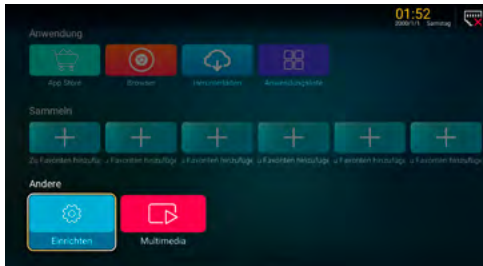 01:52
2000/1/1 Samstag
Anwendung
App Store
Browser
Herunterladen
Anwendungsliste
Sammeln
Zu Favoriten hinzufüge
u Favoriten hinzufüge
u Favoriten hinzufüge
u Favoriten hinzufüge
u Favoriten hinzufüge
u Favoriten hinzufüge
Andere
Einrichten
Multimedia